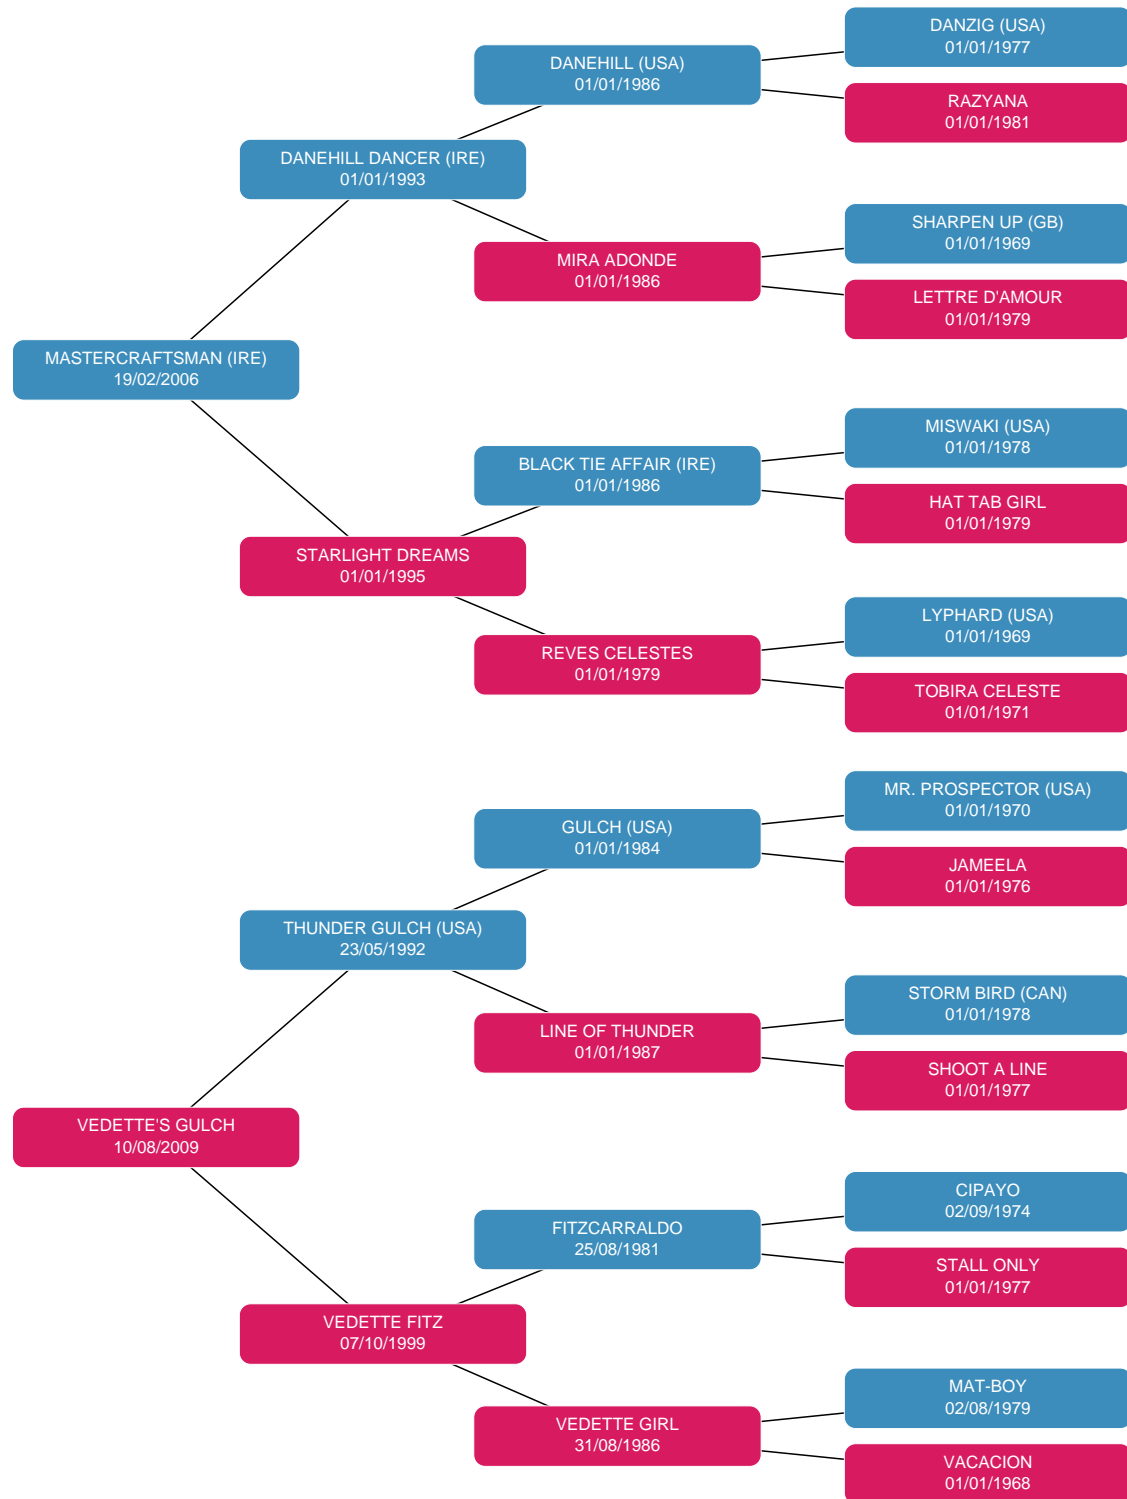 DANZIG (USA)
01/01/1977
DANEHILL (USA)
01/01/1986
RAZYANA
01/01/1981
DANEHILL DANCER (IRE)
01/01/1993
SHARPEN UP (GB)
01/01/1969
MIRA ADONDE
01/01/1986
LETTRE D'AMOUR
01/01/1979
MASTERCRAFTSMAN (IRE)
19/02/2006
MISWAKI (USA)
01/01/1978
BLACK TIE AFFAIR (IRE)
01/01/1986
HAT TAB GIRL
01/01/1979
STARLIGHT DREAMS
01/01/1995
LYPHARD (USA)
01/01/1969
REVES CELESTES
01/01/1979
TOBIRA CELESTE
01/01/1971
MR. PROSPECTOR (USA)
01/01/1970
GULCH (USA)
01/01/1984
JAMEELA
01/01/1976
THUNDER GULCH (USA)
23/05/1992
STORM BIRD (CAN)
01/01/1978
LINE OF THUNDER
01/01/1987
SHOOT A LINE
01/01/1977
VEDETTE'S GULCH
10/08/2009
CIPAYO
02/09/1974
FITZCARRALDO
25/08/1981
STALL ONLY
01/01/1977
VEDETTE FITZ
07/10/1999
MAT-BOY
02/08/1979
VEDETTE GIRL
31/08/1986
VACACION
01/01/1968